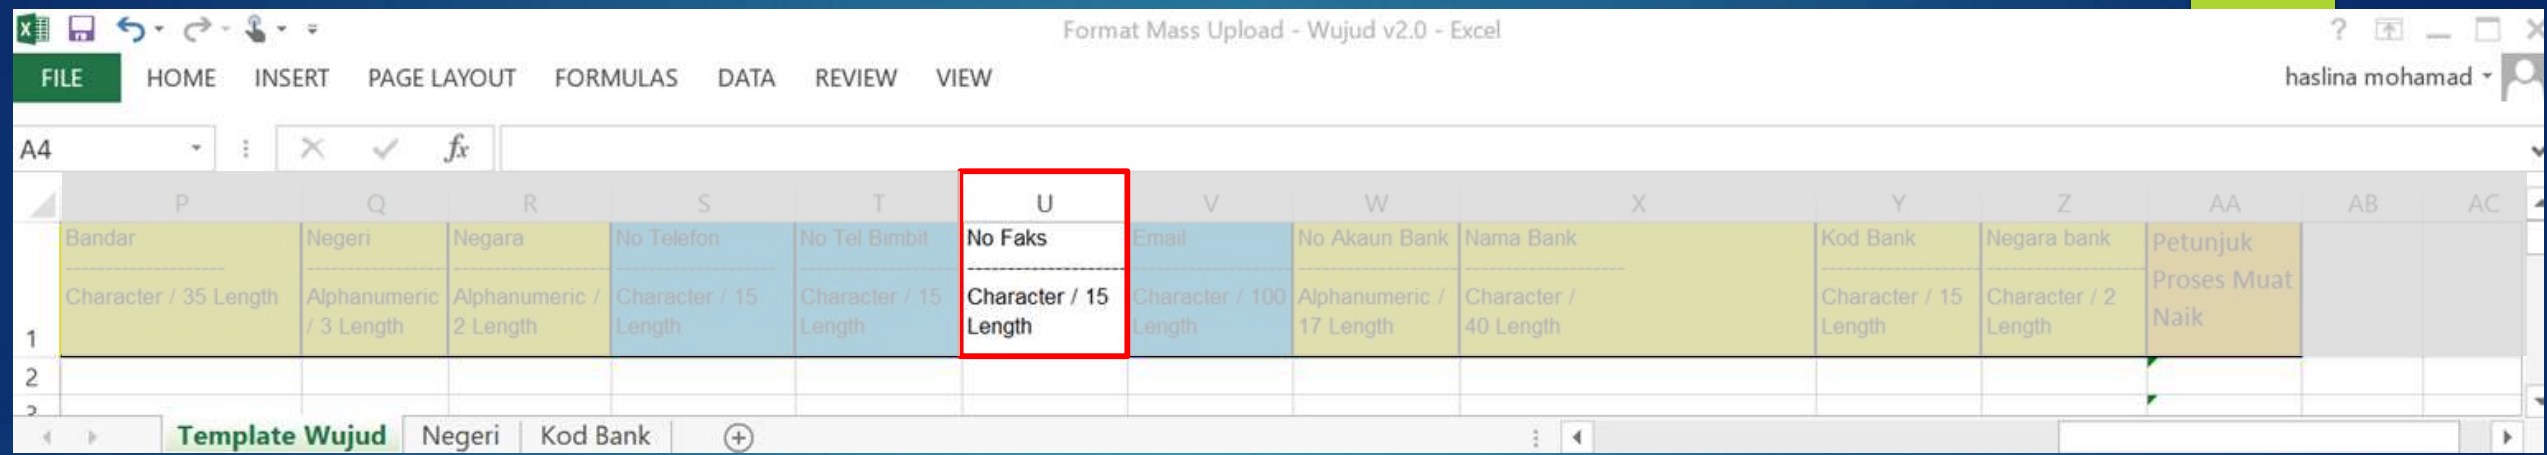 Format Mass Upload - Wujud v2.0 - Excel
?
FILE HOME INSERT PAGE LAYOUT FORMULAS DATA REVIEW VIEW
haslina mohamad
A4
fx
P Q R S T U V W X Y Z AA AB AC
1
Bandar
--------------------
Character / 35 Length
Negeri
--------------------
Alphanumeric
/ 3 Length
Negara
--------------------
Alphanumeric /
2 Length
No Telefon
--------------------
Character / 15
Length
No Tel Bimbit
--------------------
Character / 15
Length
No Faks
--------------------
Character / 15
Length
Email
--------------------
Character / 100
Length
No Akaun Bank
--------------------
Alphanumeric /
17 Length
Nama Bank
--------------------
Character /
40 Length
Kod Bank
--------------------
Character / 15
Length
Negara bank
--------------------
Character / 2
Length
Petunjuk
Proses Muat
Naik
2
3
Template Wujud Negeri Kod Bank